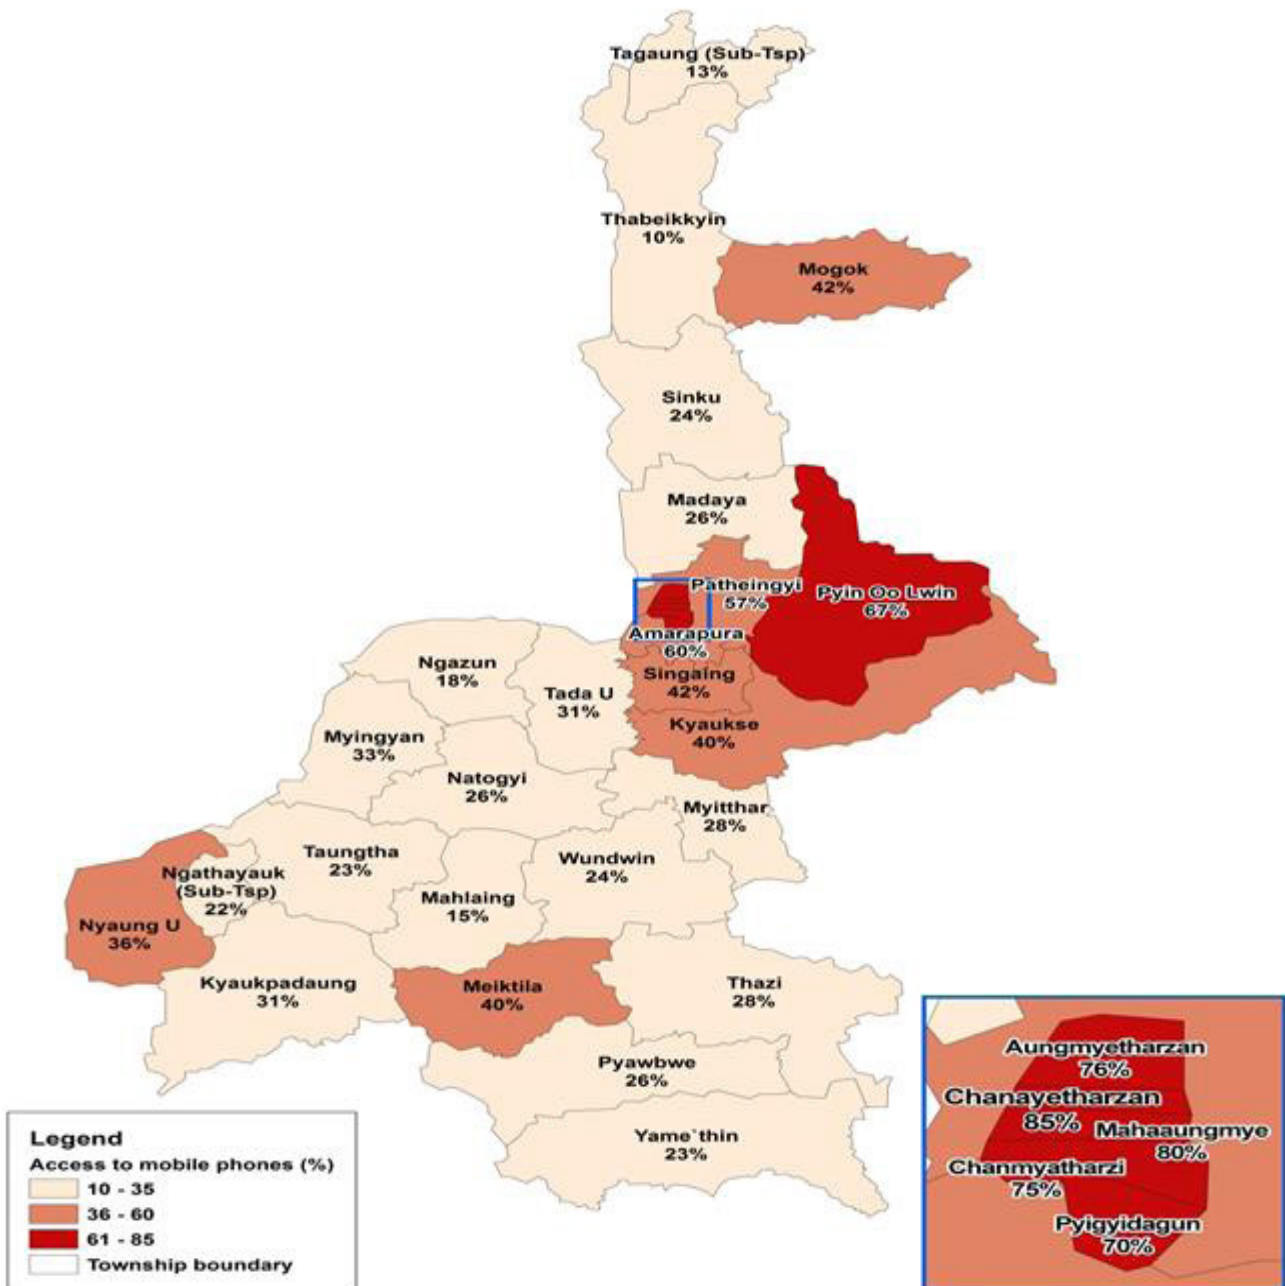 Tagaung (Sub-Tsp)
13%
Thabeikkyin
10%
Mogok
42%
Sinku
24%
Madaya
26%
Patheingyi
57%
Pyin Oo Lwin
67%
Amarapura
60%
Ngazun
18%
Singaing
42%
Tada U
31%
Kyaukse
40%
Myingyan
33%
Natogyi
26%
Myitthar
28%
Taungtha
23%
Wundwin
24%
Ngathayauk
(Sub-Tsp)
22%
Mahlaing
15%
Nyaung U
36%
Kyaukpadaung
31%
Meiktila
40%
Thazi
28%
Pyawbwe
26%
Yame`thin
23%
Aungmyetharzan
76%
Chanayetharzan
85%
Mahaaungmye
80%
Chanmyatharzi
75%
Pyigyidagun
70%
Legend
Access to mobile phones (%)
10 - 35
36 - 60
61 - 85
Township boundary